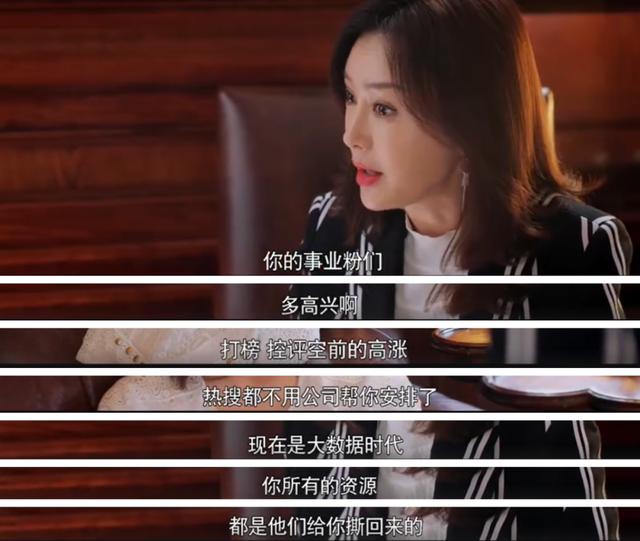 你的事业粉们
多高兴啊
打榜 控评空前的高涨
热搜都不用公司帮你安排了
现在是大数据时代
你所有的资源
都是他们给你撕回来的